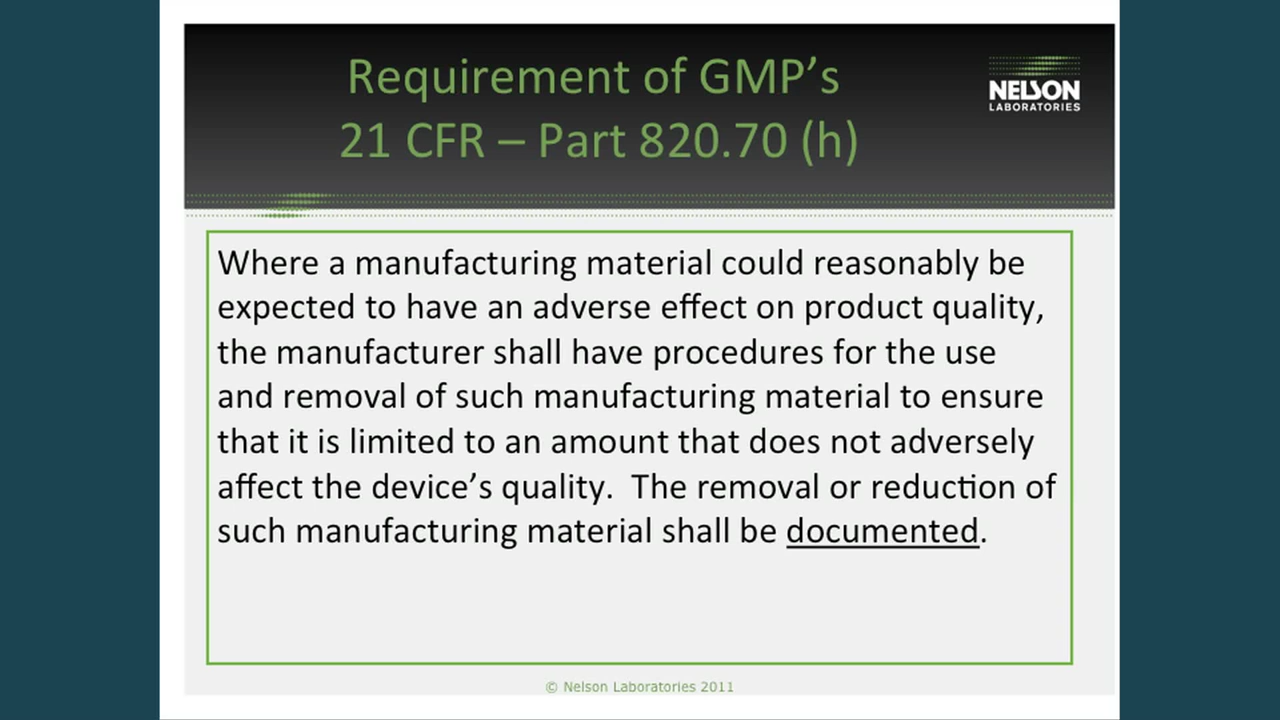 Requirement of GMP’s
21 CFR – Part 820.70 (h)
NELSON
LABORATORIES
Where a manufacturing material could reasonably be
expected to have an adverse effect on product quality,
the manufacturer shall have procedures for the use
and removal of such manufacturing material to ensure
that it is limited to an amount that does not adversely
affect the device’s quality.  The removal or reduction of
such manufacturing material shall be documented.
© Nelson Laboratories 2011